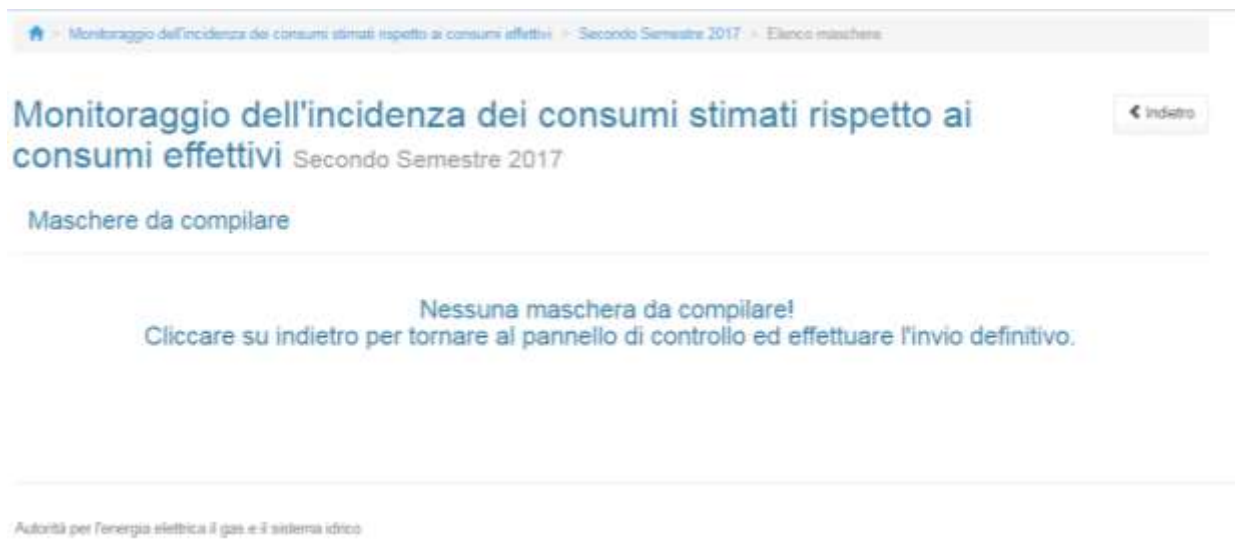 Monitoraggio dell'incidenza dei consumi stimati rispetto ai consumi effettivi > Secondo Semestre 2017 > Elenco maschere
Monitoraggio dell'incidenza dei consumi stimati rispetto ai
Indietro
consumi effettivi Secondo Semestre 2017
Maschere da compilare
Nessuna maschera da compilare!
Cliccare su indietro per tornare al pannello di controllo ed effettuare l'invio definitivo.
Autorità per l'energia elettrica il gas e il sistema idrico